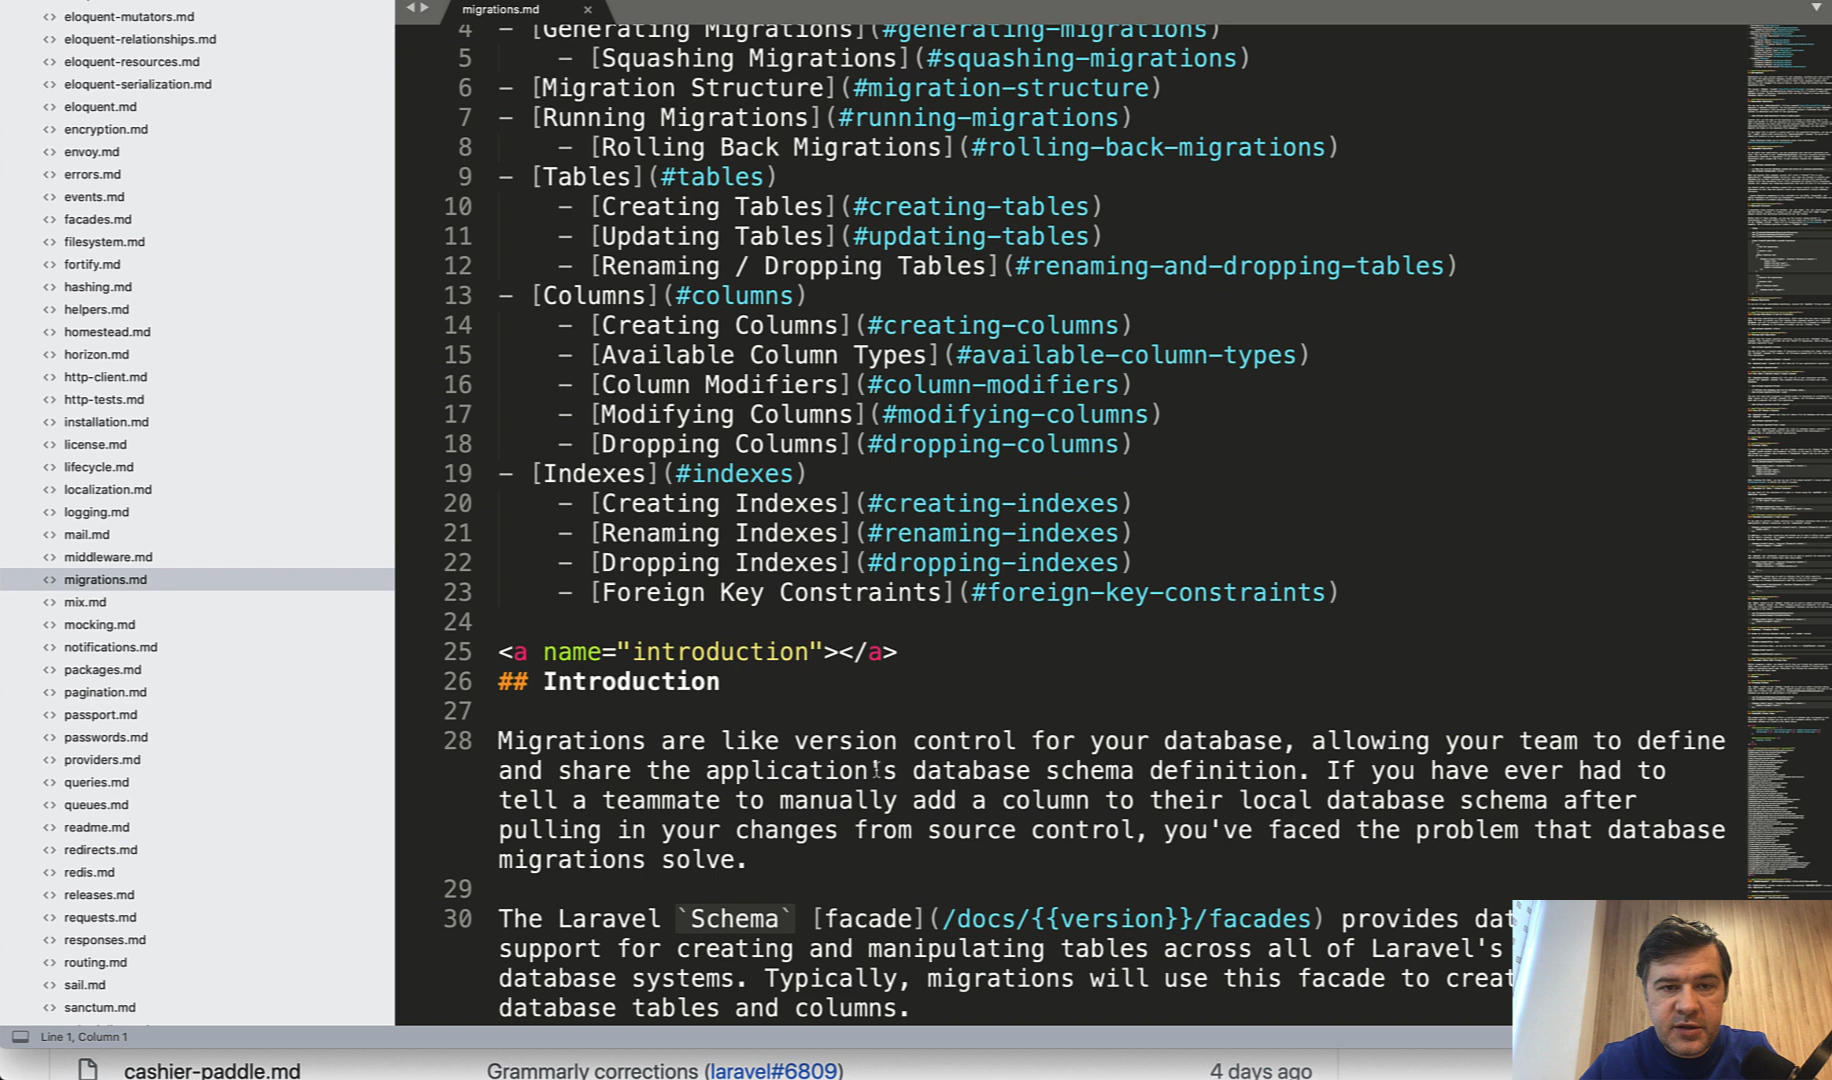 eloquent-mutators.md
eloquent-relationships.md
eloquent-resources.md
eloquent-serialization.md
eloquent.md
encryption.md
envoy.md
errors.md
events.md
facades.md
filesystem.md
fortify.md
hashing.md
helpers.md
homestead.md
horizon.md
http-client.md
http-tests.md
installation.md
license.md
lifecycle.md
localization.md
logging.md
mail.md
middleware.md
migrations.md
mix.md
mocking.md
notifications.md
packages.md
pagination.md
passport.md
passwords.md
providers.md
queries.md
queues.md
readme.md
redirects.md
redis.md
releases.md
requests.md
responses.md
routing.md
sail.md
sanctum.md
migrations.md
4 - [Generating Migrations](#generating-migrations)
5 - [Squashing Migrations](#squashing-migrations)
6 - [Migration Structure](#migration-structure)
7 - [Running Migrations](#running-migrations)
8 - [Rolling Back Migrations](#rolling-back-migrations)
9 - [Tables](#tables)
10 - [Creating Tables](#creating-tables)
11 - [Updating Tables](#updating-tables)
12 - [Renaming / Dropping Tables](#renaming-and-dropping-tables)
13 - [Columns](#columns)
14 - [Creating Columns](#creating-columns)
15 - [Available Column Types](#available-column-types)
16 - [Column Modifiers](#column-modifiers)
17 - [Modifying Columns](#modifying-columns)
18 - [Dropping Columns](#dropping-columns)
19 - [Indexes](#indexes)
20 - [Creating Indexes](#creating-indexes)
21 - [Renaming Indexes](#renaming-indexes)
22 - [Dropping Indexes](#dropping-indexes)
23 - [Foreign Key Constraints](#foreign-key-constraints)
24
25 <a name="introduction"></a>
26 ## Introduction
27
28 Migrations are like version control for your database, allowing your team to define
and share the application's database schema definition. If you have ever had to
tell a teammate to manually add a column to their local database schema after
pulling in your changes from source control, you've faced the problem that database
migrations solve.
29
30 The Laravel `Schema` [facade](/docs/{{version}}/facades) provides dat
support for creating and manipulating tables across all of Laravel's
database systems. Typically, migrations will use this facade to creat
database tables and columns.
Line 1, Column 1
cashier-paddle.md Grammarly corrections (laravel#6809) 4 days ago